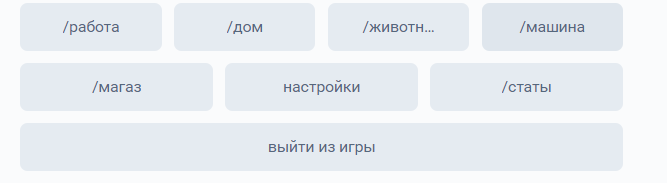 /работа /дом /животн... /машина
/магаз настройки /статы
выйти из игры